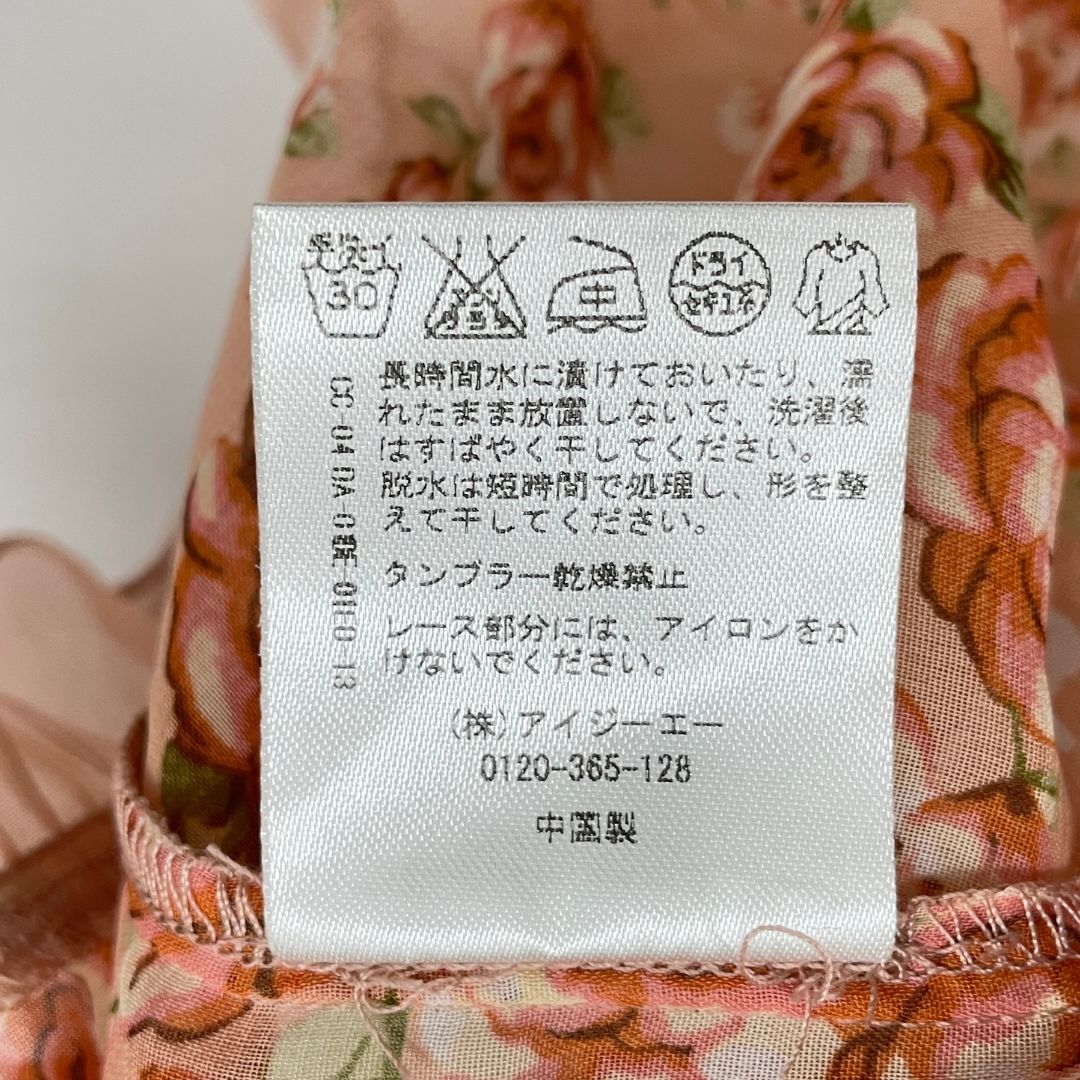 手洗イ
30
エンソサラシ
中
ドライ
セキユ系
長時間水に漬けておいたり、濡
れたまま放置しないで、洗濯後
はすばやく干してください。
脱水は短時間で処理し、形を整
えて干してください。
タンブラー乾燥禁止
レース部分には、アイロンをか
けないでください。
(株)アイジーエー
0120-365-128
中国製